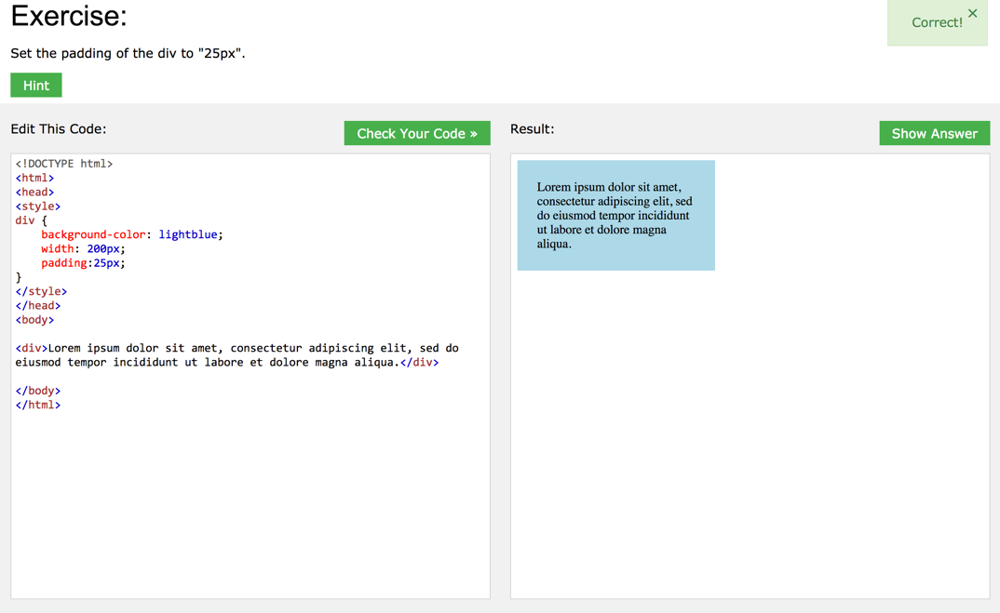 Exercise:
Correct! ×
Set the padding of the div to "25px".
Hint
Edit This Code:
Check Your Code »
<!DOCTYPE html>
<html>
<head>
<style>
div {
    background-color: lightblue;
    width: 200px;
    padding:25px;
}
</style>
</head>
<body>
<div>Lorem ipsum dolor sit amet, consectetur adipiscing elit, sed do
eiusmod tempor incididunt ut labore et dolore magna aliqua.</div>
</body>
</html>
Result:
Show Answer
Lorem ipsum dolor sit amet,
consectetur adipiscing elit, sed
do eiusmod tempor incididunt
ut labore et dolore magna
aliqua.